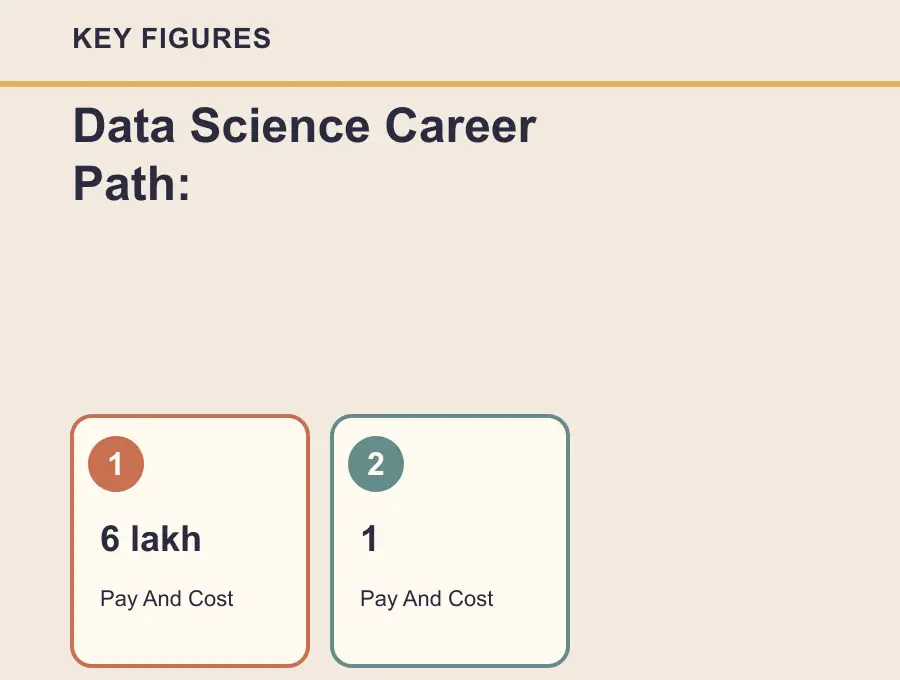 KEY FIGURES
Data Science Career
Path:
1
2
6 lakh
1
Pay And Cost
Pay And Cost